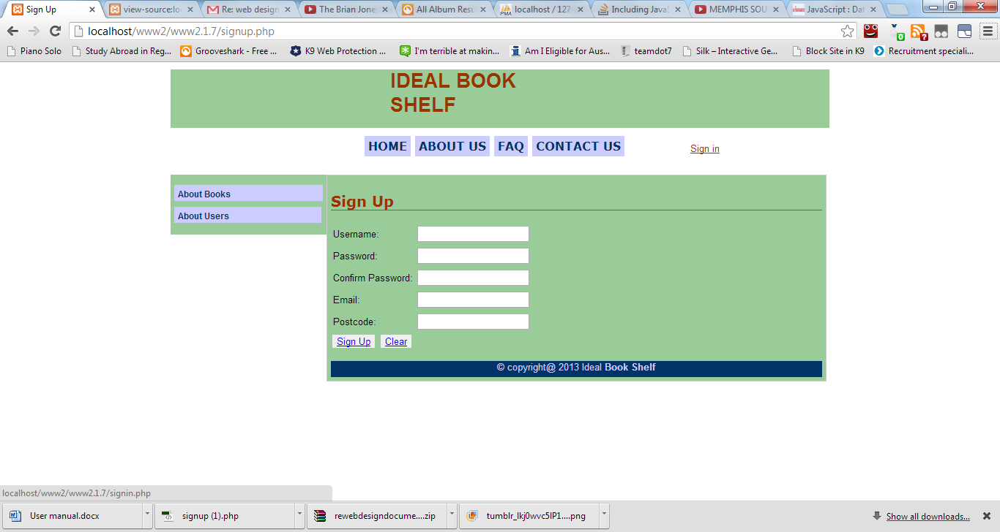 Sign Up
view-source:lo
Re: web design
The Brian Jone
All Album Resu
localhost / 127
Including JavaS
MEMPHIS SOU
JavaScript : Dat
localhost/www2/www2.1.7/signup.php
0
?
Piano Solo
Study Abroad in Reg...
Grooveshark - Free ...
K9 Web Protection ...
I'm terrible at makin...
Am I Eligible for Aus...
teamdot7
Silk – Interactive Ge...
Block Site in K9
Recruitment speciali...
IDEAL BOOK
SHELF
HOME
ABOUT US
FAQ
CONTACT US
Sign in
About Books
About Users
Sign Up
Username:
Password:
Confirm Password:
Email:
Postcode:
Sign Up
Clear
© copyright@ 2013 Ideal Book Shelf
localhost/www2/www2.1.7/signin.php
User manual.docx
signup (1).php
rewebdesigndocume....zip
tumblr_lkj0wvc5lP1....png
Show all downloads...